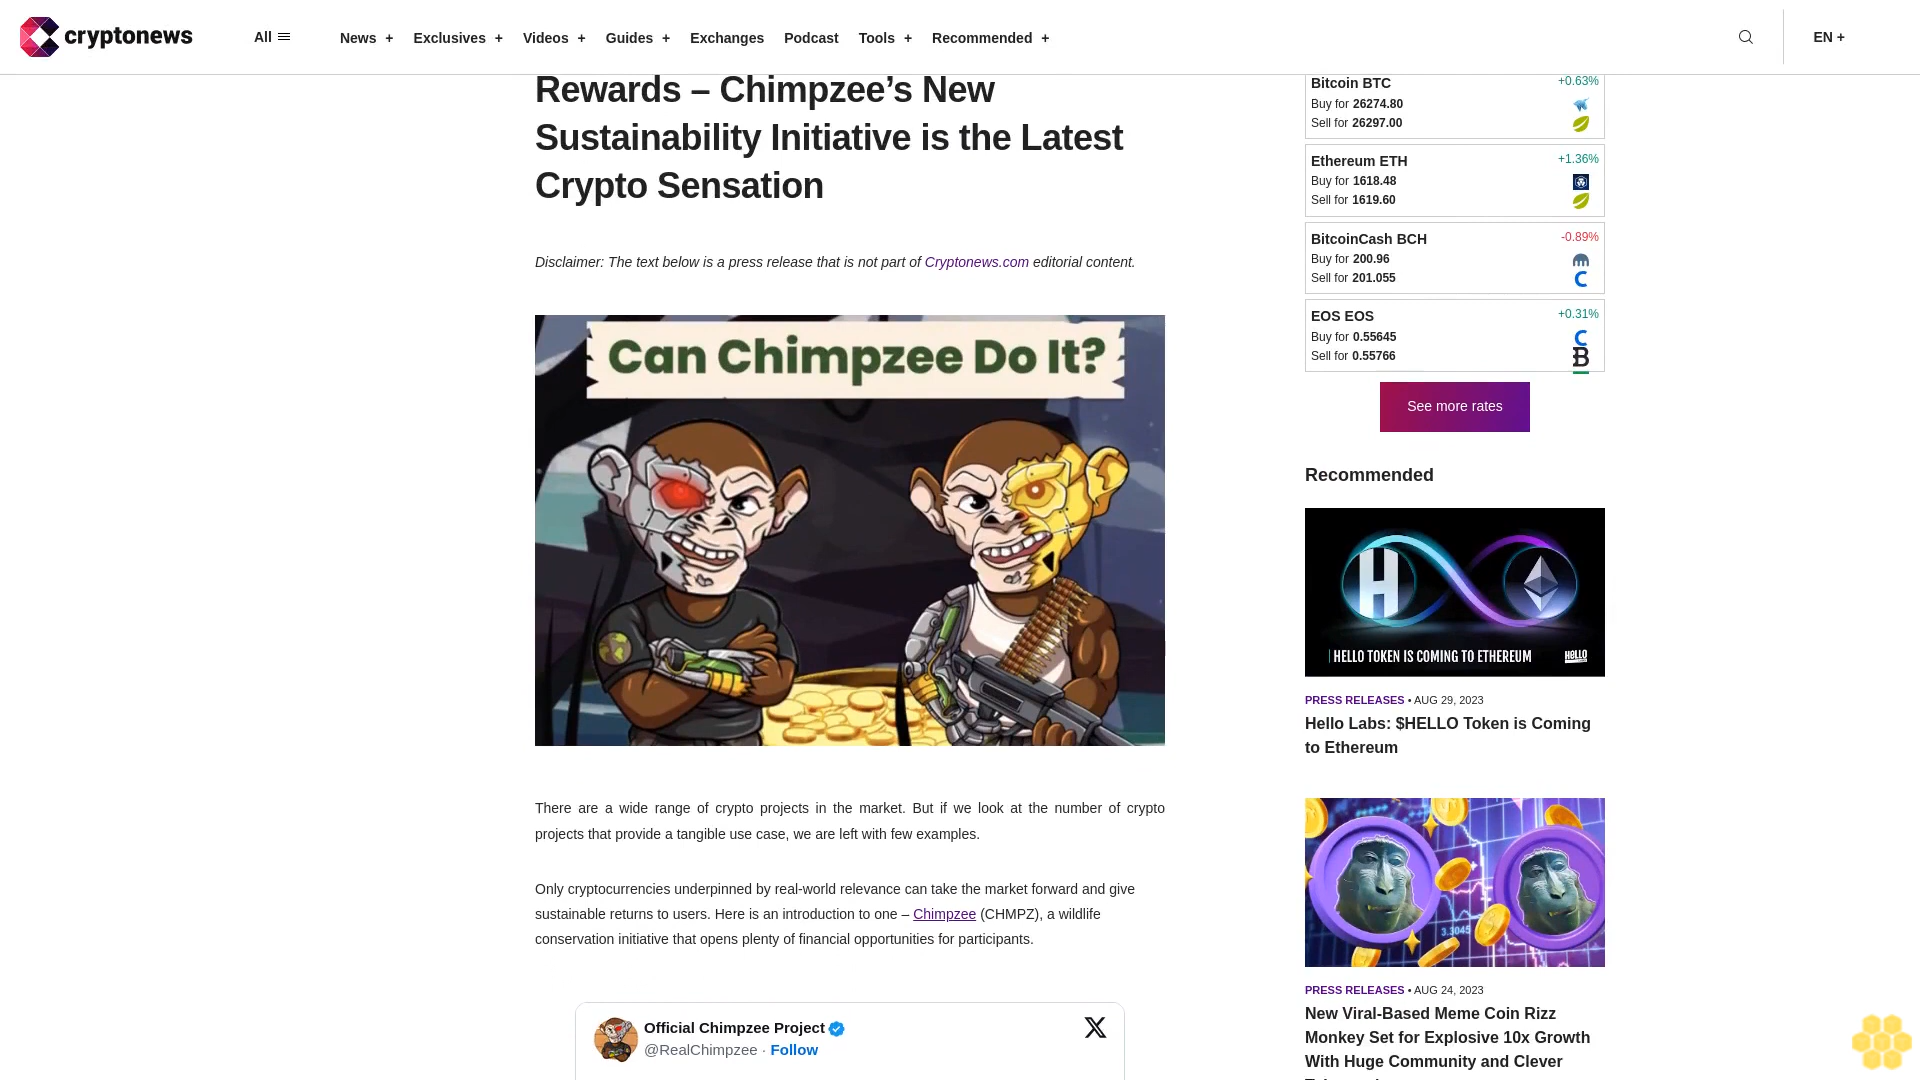 cryptonews
All
News +
Exclusives +
Videos +
Guides +
Exchanges
Podcast
Tools +
Recommended +
EN +
Rewards – Chimpzee’s New
Sustainability Initiative is the Latest
Crypto Sensation
Disclaimer: The text below is a press release that is not part of Cryptonews.com editorial content.
Can Chimpzee Do It?
There are a wide range of crypto projects in the market. But if we look at the number of crypto
projects that provide a tangible use case, we are left with few examples.
Only cryptocurrencies underpinned by real-world relevance can take the market forward and give
sustainable returns to users. Here is an introduction to one – Chimpzee (CHMPZ), a wildlife
conservation initiative that opens plenty of financial opportunities for participants.
Official Chimpzee Project
@RealChimpzee · Follow
Bitcoin BTC
+0.63%
Buy for 26274.80
Sell for 26297.00
Ethereum ETH
+1.36%
Buy for 1618.48
Sell for 1619.60
BitcoinCash BCH
-0.89%
Buy for 200.96
Sell for 201.055
EOS EOS
+0.31%
Buy for 0.55645
Sell for 0.55766
See more rates
Recommended
H
HELLO TOKEN IS COMING TO ETHEREUM
HELLO
PRESS RELEASES • AUG 29, 2023
Hello Labs: $HELLO Token is Coming
to Ethereum
3.3045
PRESS RELEASES • AUG 24, 2023
New Viral-Based Meme Coin Rizz
Monkey Set for Explosive 10x Growth
With Huge Community and Clever